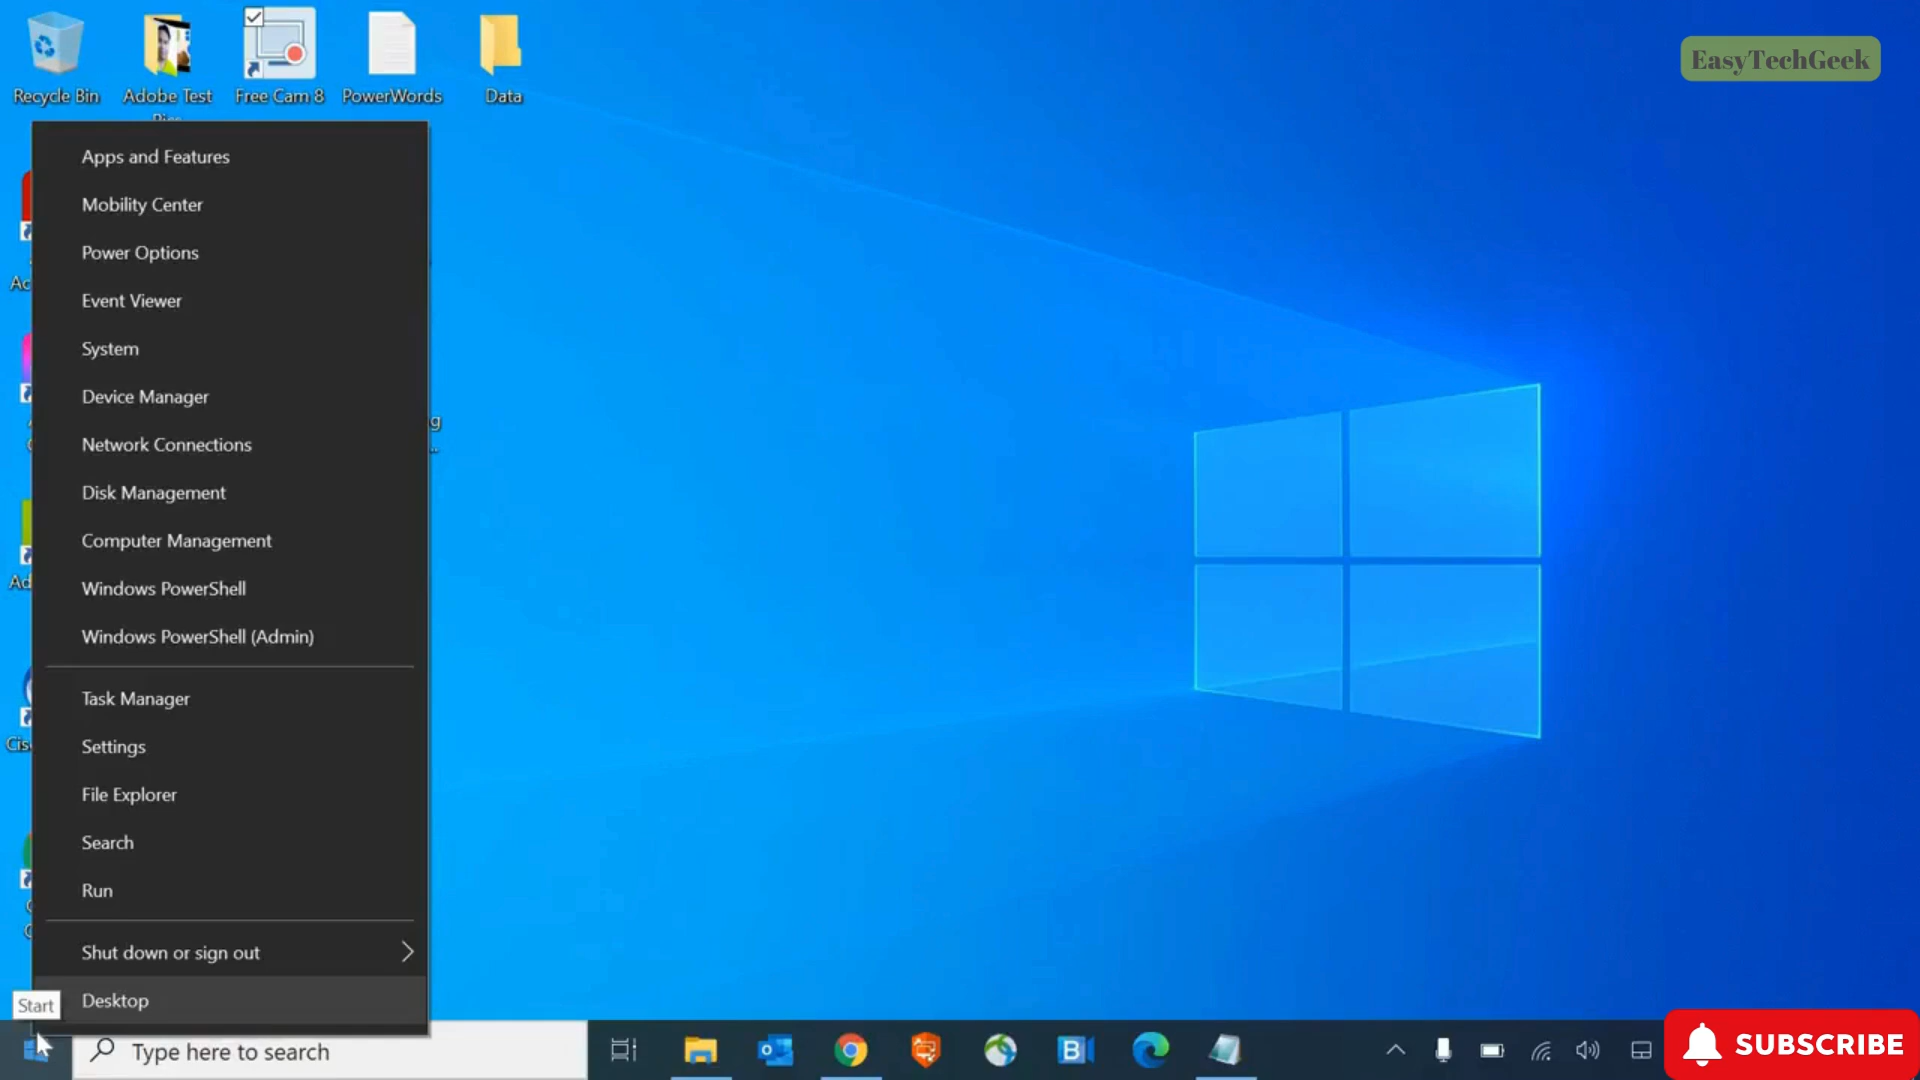 EasyTechGeek
Recycle Bin
Adobe Test
Free Cam 8
PowerWords
Data
Apps and Features
Mobility Center
Power Options
Event Viewer
System
Device Manager
Network Connections
Disk Management
Computer Management
Windows PowerShell
Windows PowerShell (Admin)
Task Manager
Settings
File Explorer
Search
Run
Shut down or sign out
Desktop
Start
Type here to search
SUBSCRIBE